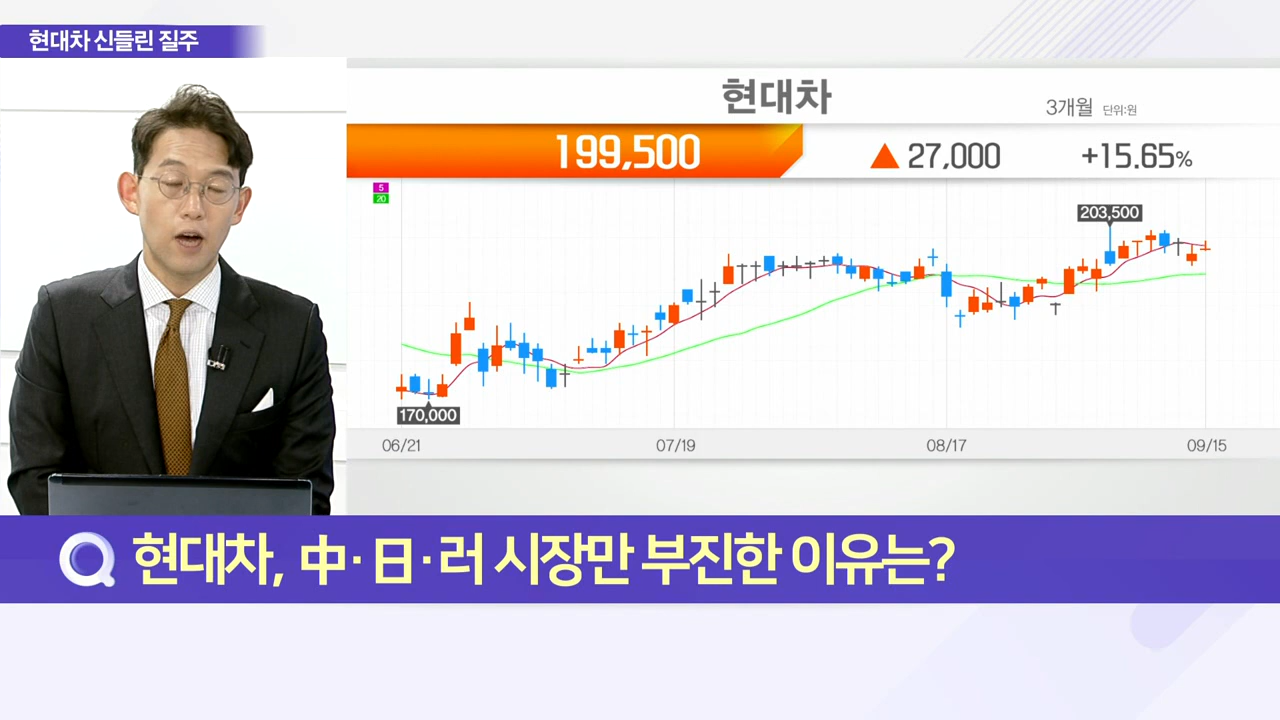 현대차 신들린 질주
현대차
3개월 단위:원
199,500 ▲ 27,000 +15.65%
5
20
203,500
170,000
06/21 07/19 08/17 09/15
현대차, 中·日·러 시장만 부진한 이유는?